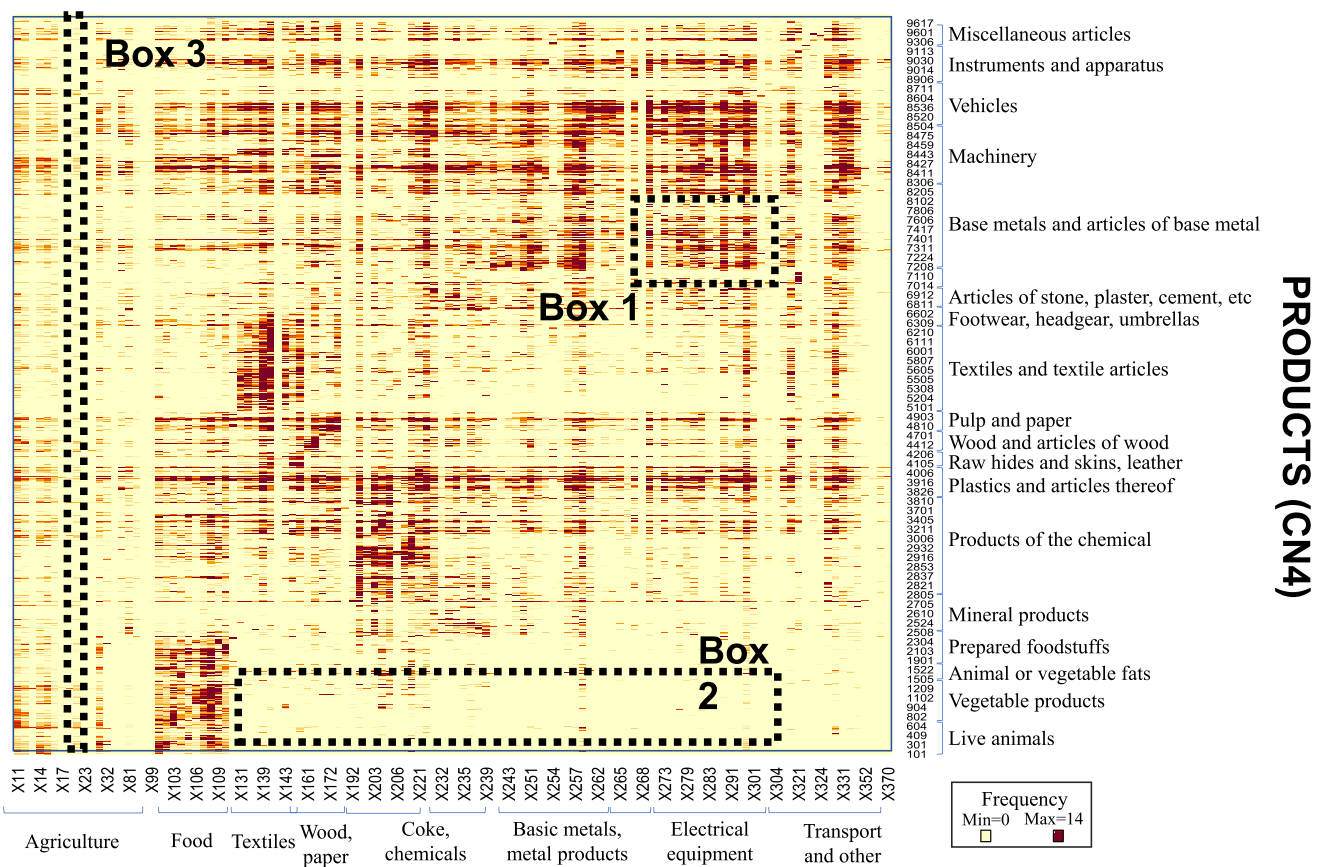 Box 3
Box 1
Box
2
9617
9601
9306
9113
9030
9014
8906
8711
8604
8536
8520
8504
8475
8459
8443
8427
8411
8306
8205
8102
7806
7606
7417
7401
7311
7224
7208
7110
7014
6912
6811
6602
6309
6210
6111
6001
5807
5605
5505
5308
5204
5101
4903
4810
4701
4412
4206
4105
4006
3916
3826
3810
3701
3405
3211
3006
2932
2916
2853
2837
2821
2805
2705
2610
2524
2508
2304
2103
1901
1522
1505
1209
1102
904
802
604
409
301
101
Miscellaneous articles
Instruments and apparatus
Vehicles
Machinery
Base metals and articles of base metal
Articles of stone, plaster, cement, etc
Footwear, headgear, umbrellas
Textiles and textile articles
Pulp and paper
Wood and articles of wood
Raw hides and skins, leather
Plastics and articles thereof
Products of the chemical
Mineral products
Prepared foodstuffs
Animal or vegetable fats
Vegetable products
Live animals
PRODUCTS (CN4)
X11
X14
X17
X23
X32
X81
X99
X103
X106
X109
X131
X139
X143
X161
X172
X192
X203
X206
X221
X232
X235
X239
X243
X251
X254
X257
X262
X265
X268
X273
X279
X283
X291
X301
X304
X321
X324
X331
X352
X370
Agriculture
Food
Textiles
Wood,
paper
Coke,
chemicals
Basic metals,
metal products
Electrical
equipment
Transport
and other
Frequency
Min=0 Max=14